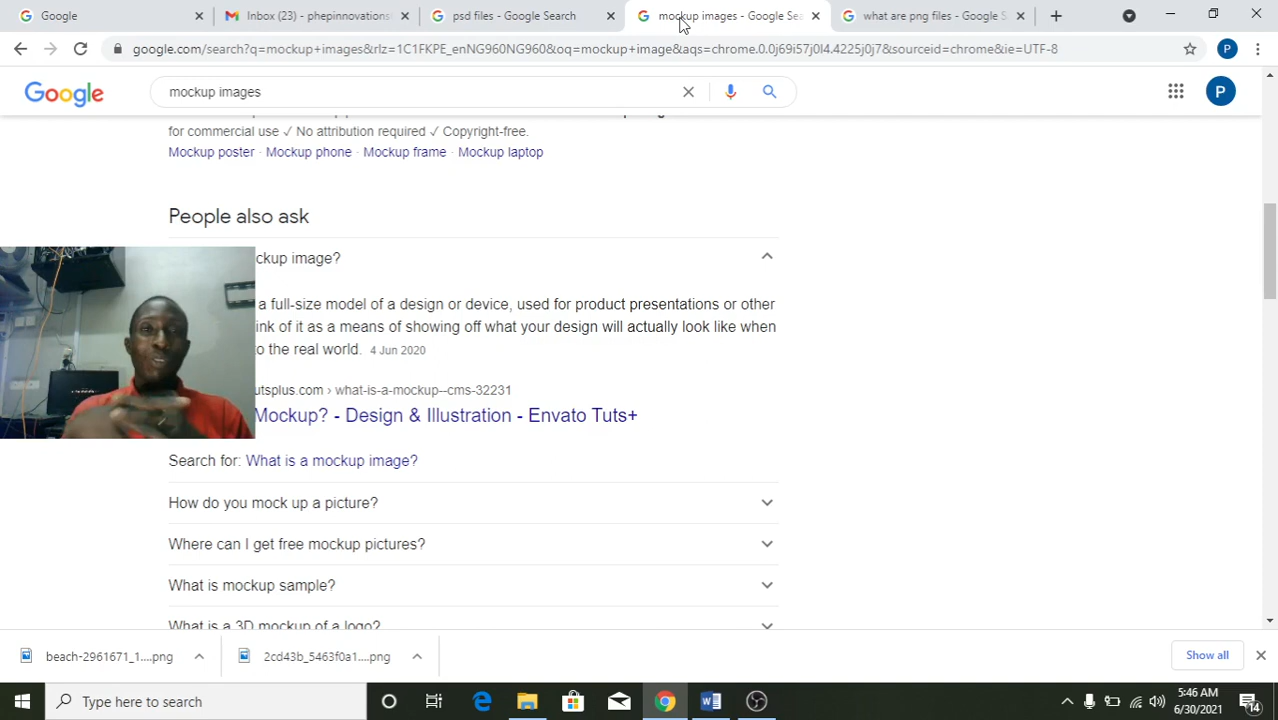 Google
Inbox (23) - phepinnovations
psd files - Google Search
mockup images - Google Sea
what are png files - Google S
google.com/search?q=mockup+images&rlz=1C1FKPE_enNG960NG960&oq=mockup+image&aqs=chrome.0.0j69i57j0l4.4225j0j7&sourceid=chrome&ie=UTF-8
P
Google
mockup images
P
for commercial use ✓ No attribution required ✓ Copyright-free.
Mockup poster · Mockup phone · Mockup frame · Mockup laptop
People also ask
ckup image?
a full-size model of a design or device, used for product presentations or other
ink of it as a means of showing off what your design will actually look like when
o the real world. 4 Jun 2020
utsplus.com › what-is-a-mockup--cms-32231
Mockup? - Design & Illustration - Envato Tuts+
Search for: What is a mockup image?
How do you mock up a picture?
Where can I get free mockup pictures?
What is mockup sample?
What is a 3D mockup of a logo?
beach-2961671_1....png
2cd43b_5463f0a1....png
Show all
Type here to search
5:46 AM
6/30/2021
14